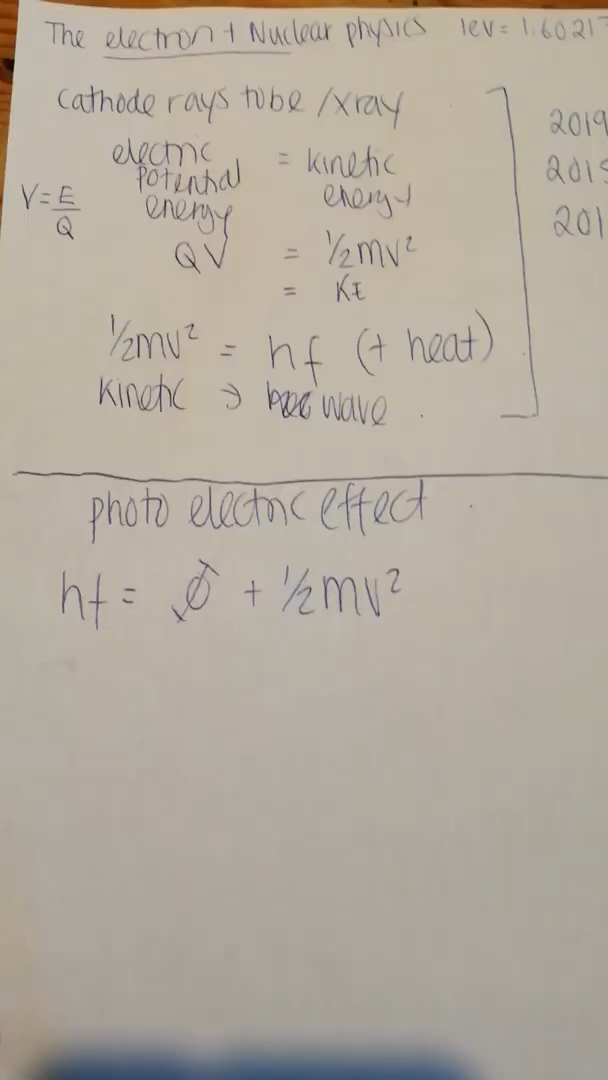 The electron + Nuclear physics 1ev = 1.6021
cathode rays tube /xray
2019
electric = kinetic
potential energy
energy
V = E/Q
201
QV = ½mv²
= KE
201
½mv² = hf (+ heat)
kinetic → wave
photo electric effect
hf = Φ + ½mv²